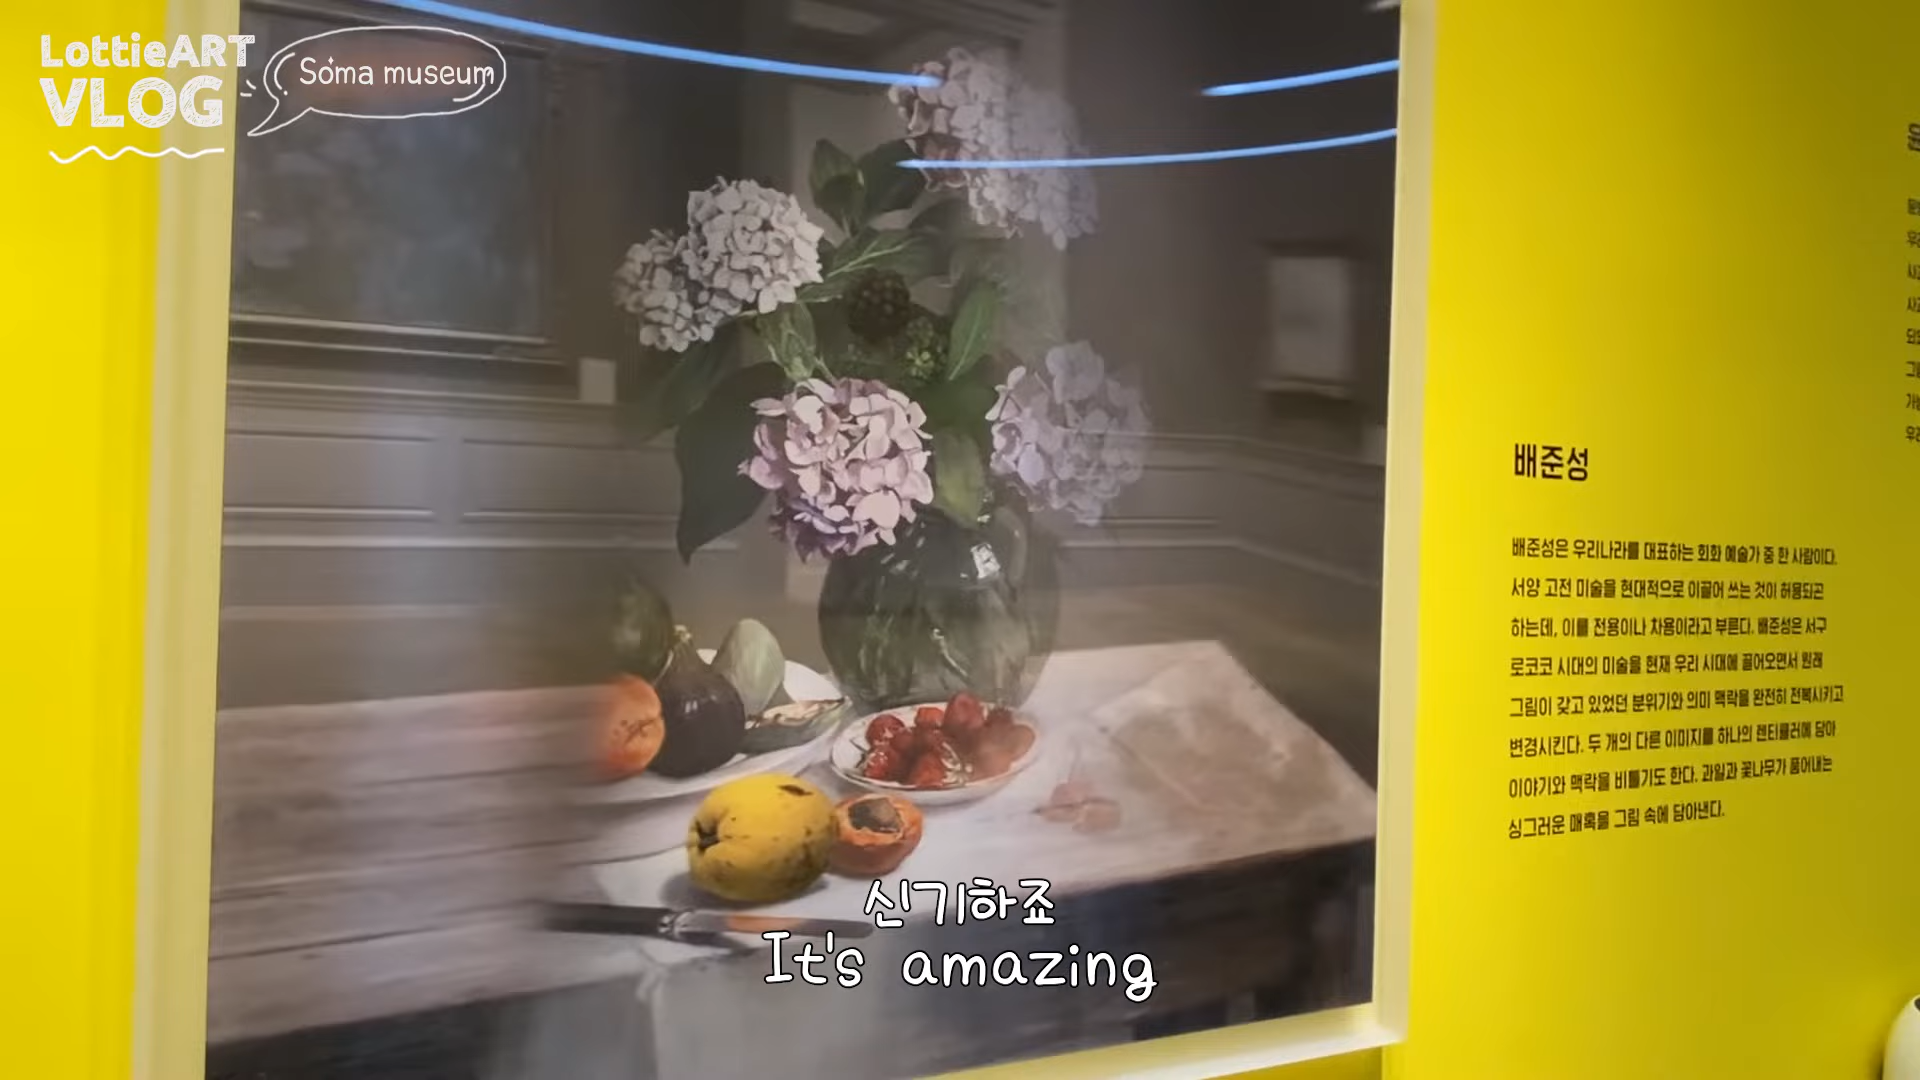 LottieART
VLOG
Soma museum
배준성
배준성은 우리나라를 대표하는 회화 예술가 중 한 사람이다.
서양 고전 미술을 현대적으로 이끌어 쓰는 것이 허용되곤
하는데, 이를 전용이나 차용이라고 부른다. 배준성은 서구
로코코 시대의 미술을 현재 우리 시대에 끌어오면서 원래
그림이 갖고 있었던 분위기와 의미 맥락을 완전히 전복시키고
변경시킨다. 두 개의 다른 이미지를 하나의 렌티큘러에 담아
이야기와 맥락을 비틀기도 한다. 과일과 꽃나무가 품어내는
싱그러운 매혹을 그림 속에 담아낸다.
신기하죠
It's amazing